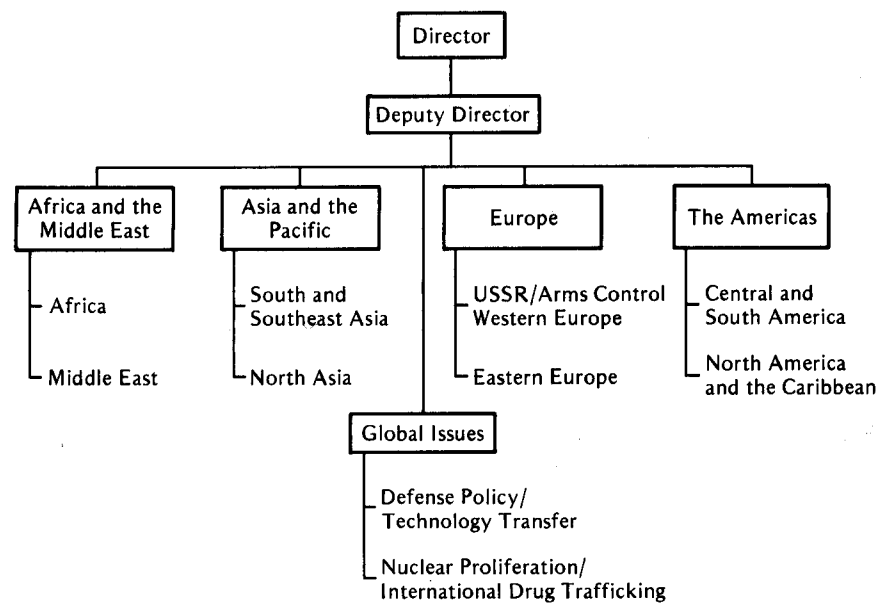 Director
Deputy Director
Africa and the
Middle East
Africa
Middle East
Asia and the
Pacific
South and
Southeast Asia
North Asia
Europe
USSR/Arms Control
Western Europe
Eastern Europe
The Americas
Central and
South America
North America
and the Caribbean
Global Issues
Defense Policy/
Technology Transfer
Nuclear Proliferation/
International Drug Trafficking